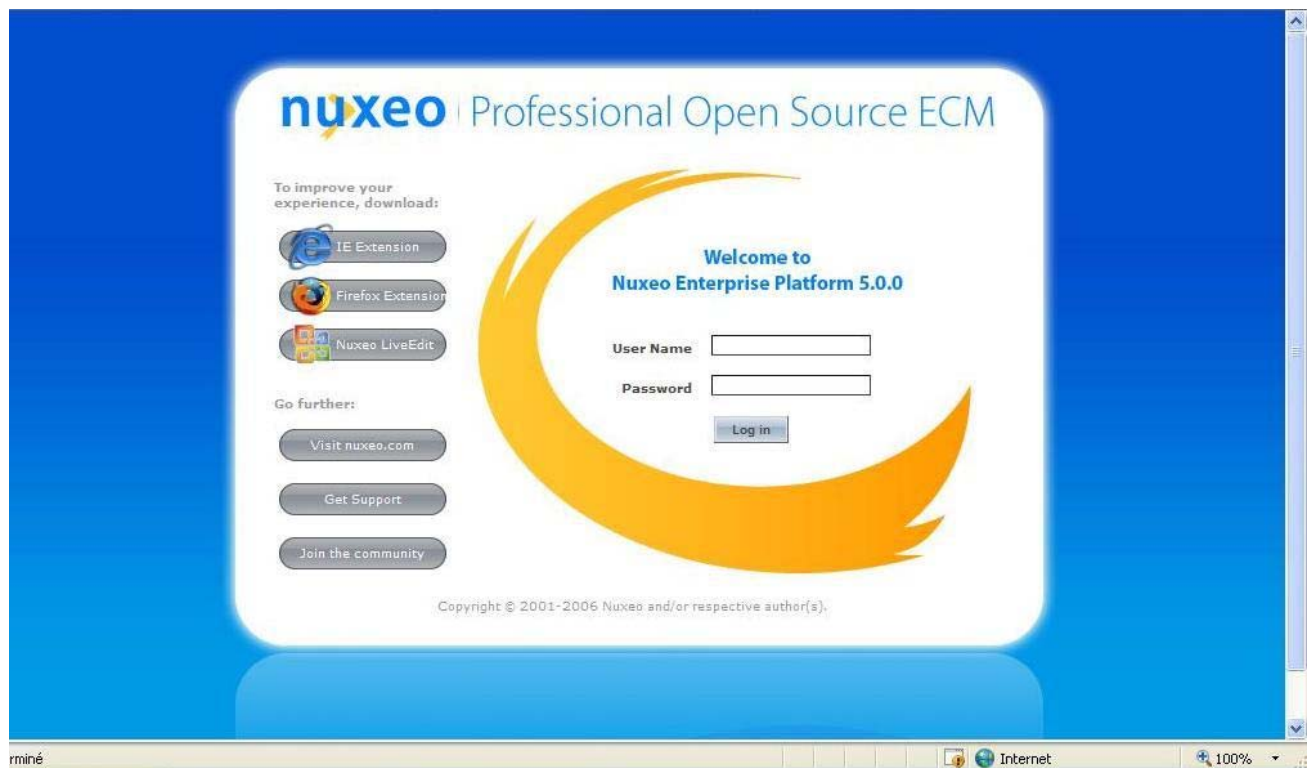 nuxeo | Professional Open Source ECM
To improve your
experience, download:
IE Extension
Firefox Extension
Nuxeo LiveEdit
Go further:
Visit nuxeo.com
Get Support
Join the community
Welcome to
Nuxeo Enterprise Platform 5.0.0
User Name
Password
Log in
Copyright © 2001-2006 Nuxeo and/or respective author(s).
rminé
Internet
100%